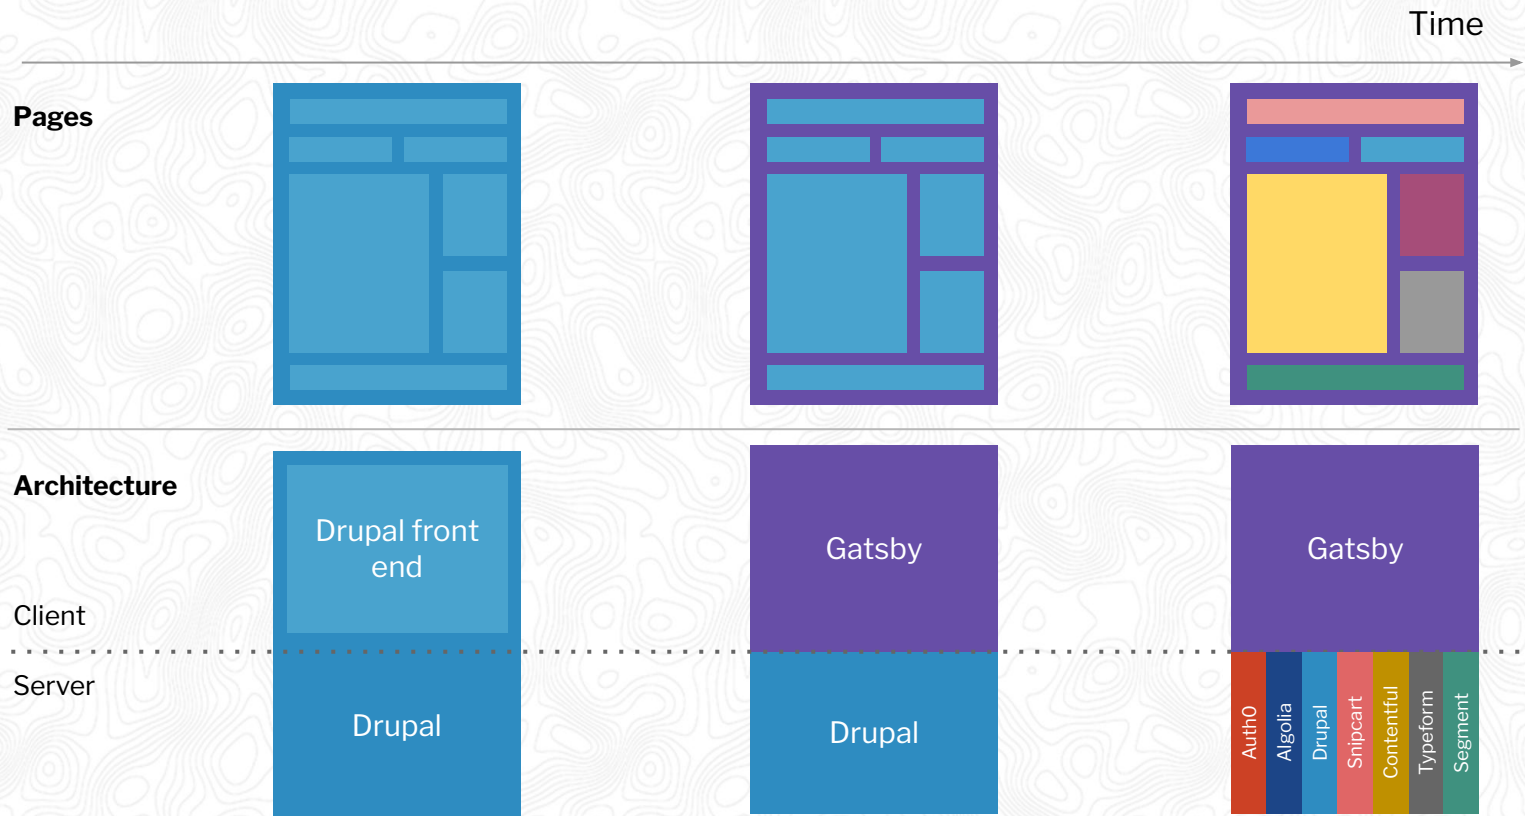 Time
Pages
Architecture
Drupal front
end
Gatsby
Gatsby
Client
Server
Drupal
Drupal
Auth0
Algolia
Drupal
Snipcart
Contentful
Typeform
Segment